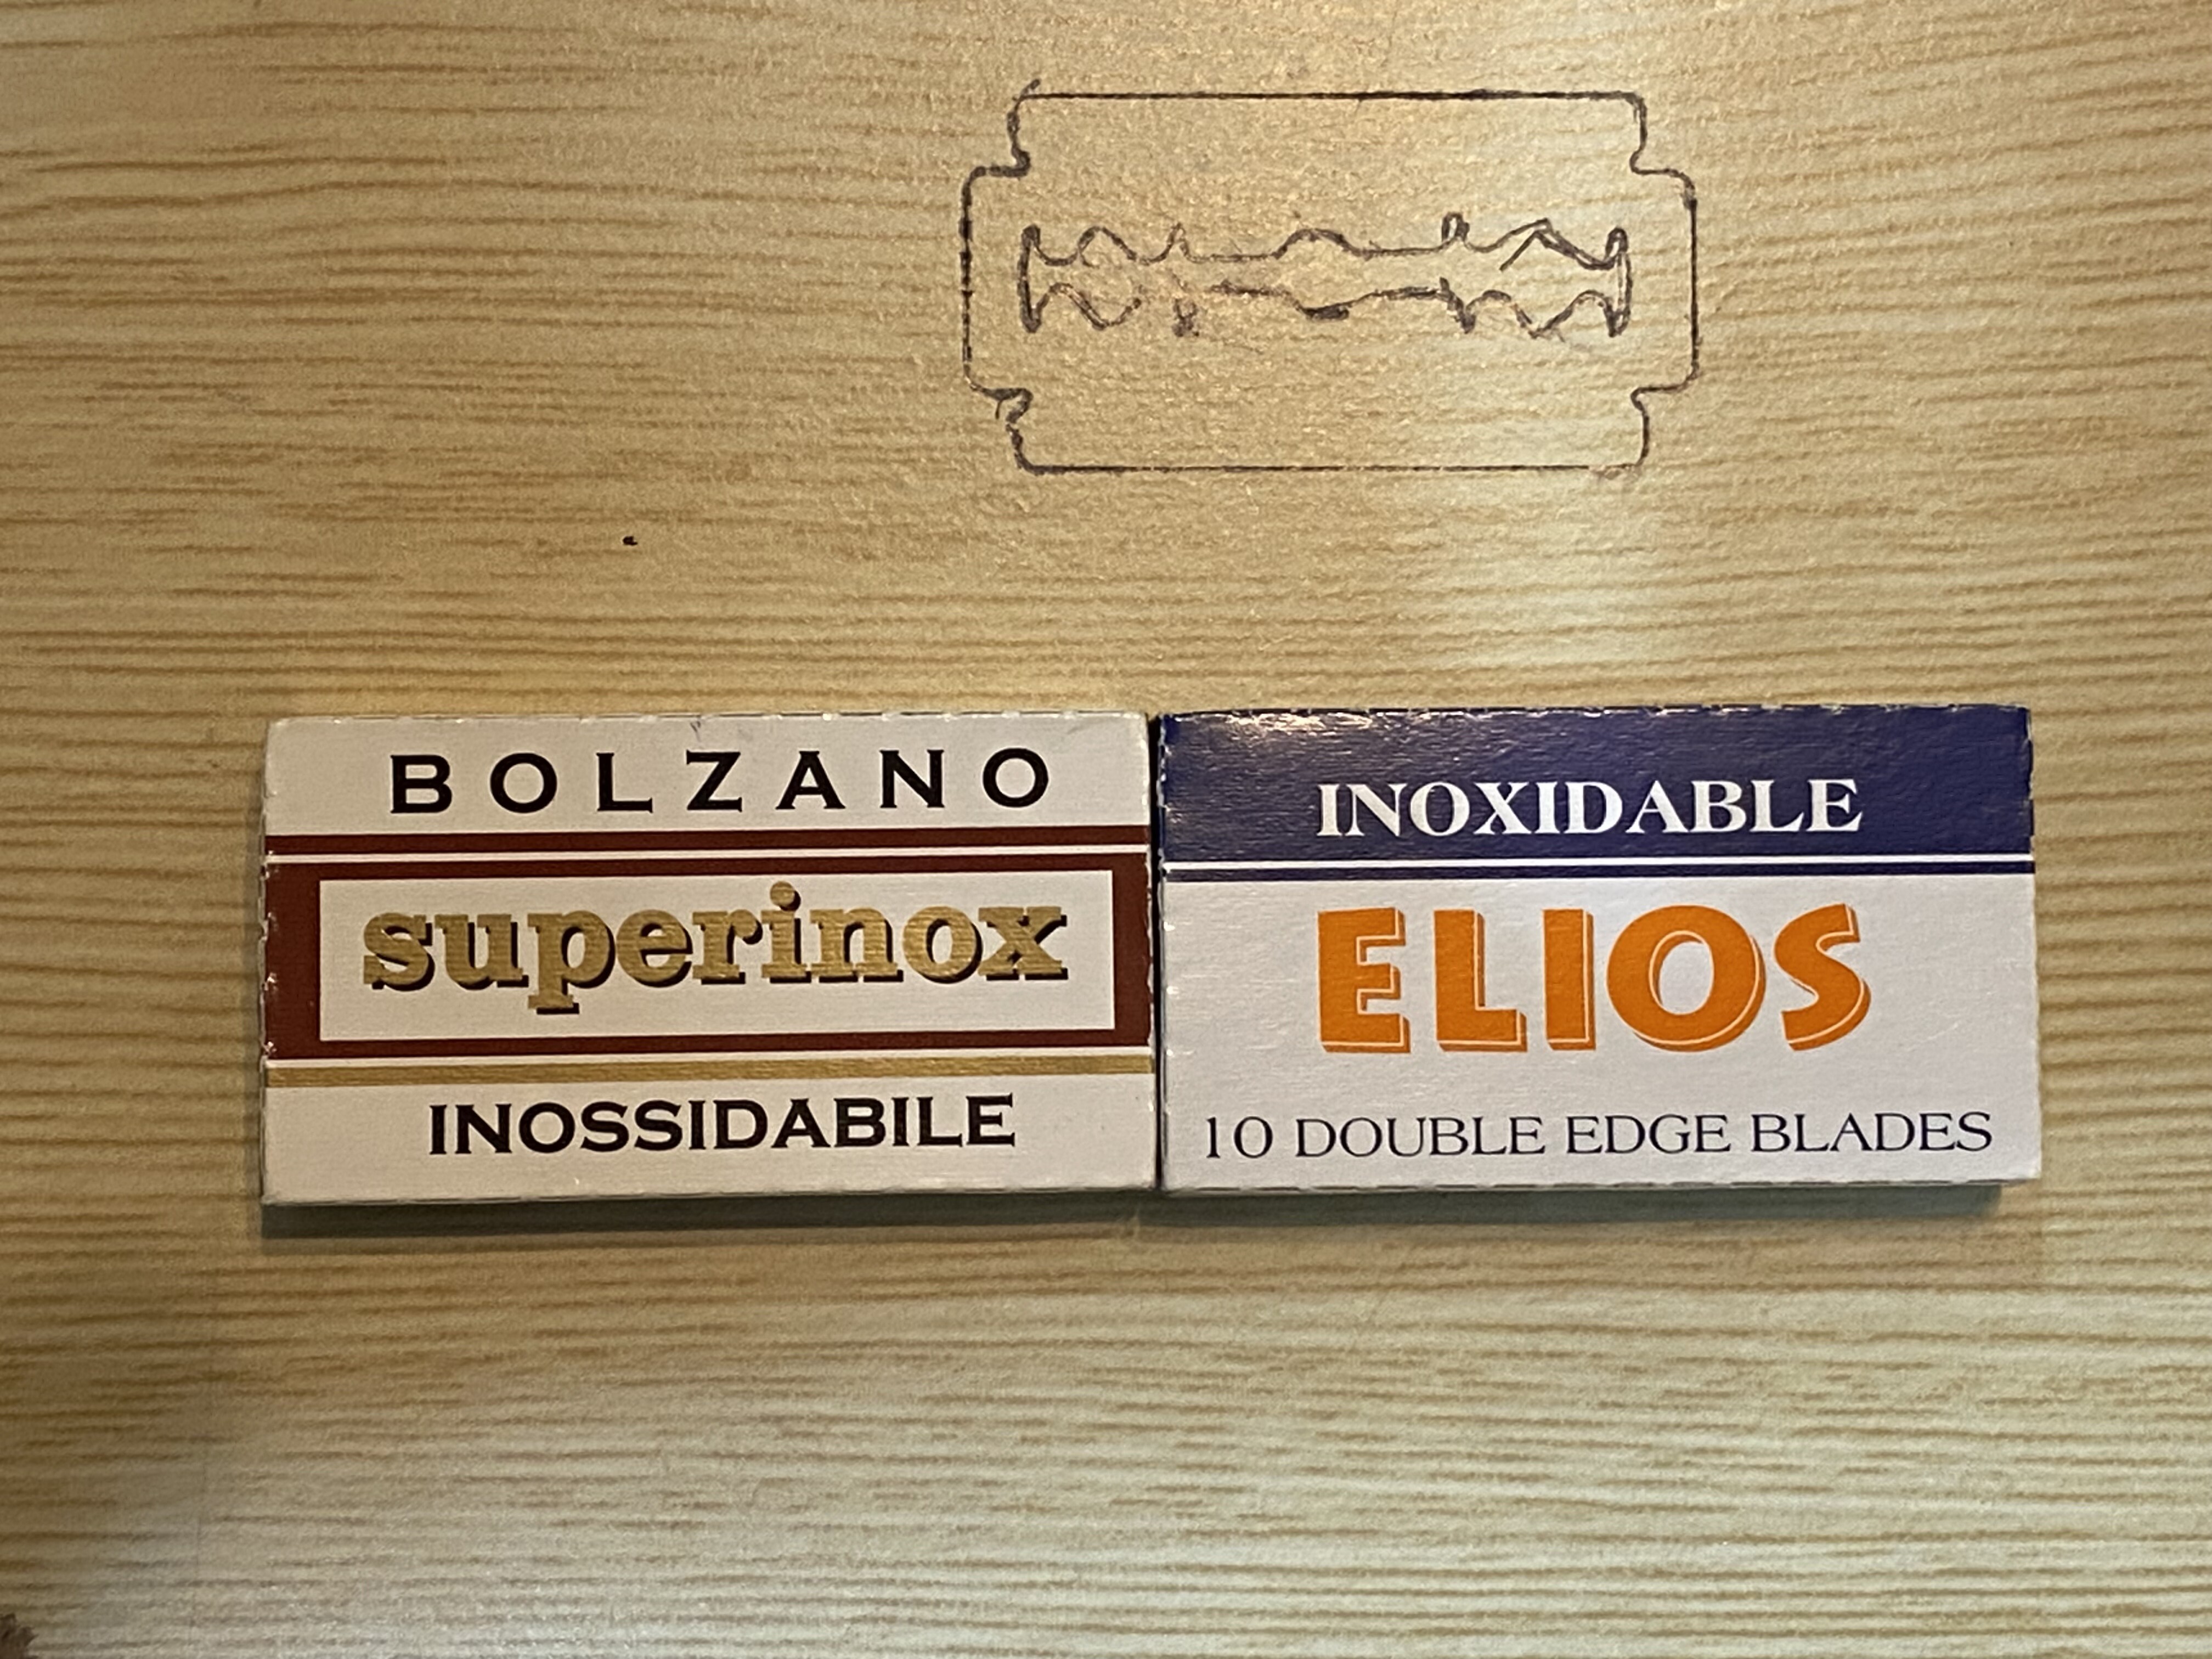 BOLZANO
superinox
INOSSIDABILE
INOXIDABLE
ELIOS
10 DOUBLE EDGE BLADES